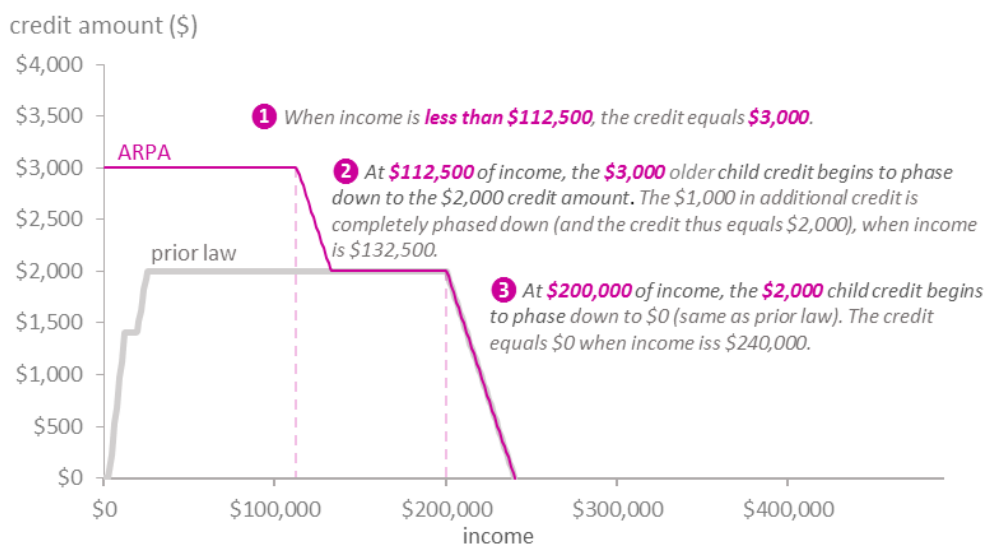 credit amount ($)
$4,000
$3,500
$3,000
$2,500
$2,000
$1,500
$1,000
$500
$0
1 When income is less than $112,500, the credit equals $3,000.
ARPA
2 At $112,500 of income, the $3,000 older child credit begins to phase
down to the $2,000 credit amount. The $1,000 in additional credit is
completely phased down (and the credit thus equals $2,000), when income
is $132,500.
prior law
3 At $200,000 of income, the $2,000 child credit begins
to phase down to $0 (same as prior law). The credit
equals $0 when income iss $240,000.
$0
$100,000
$200,000
$300,000
$400,000
income